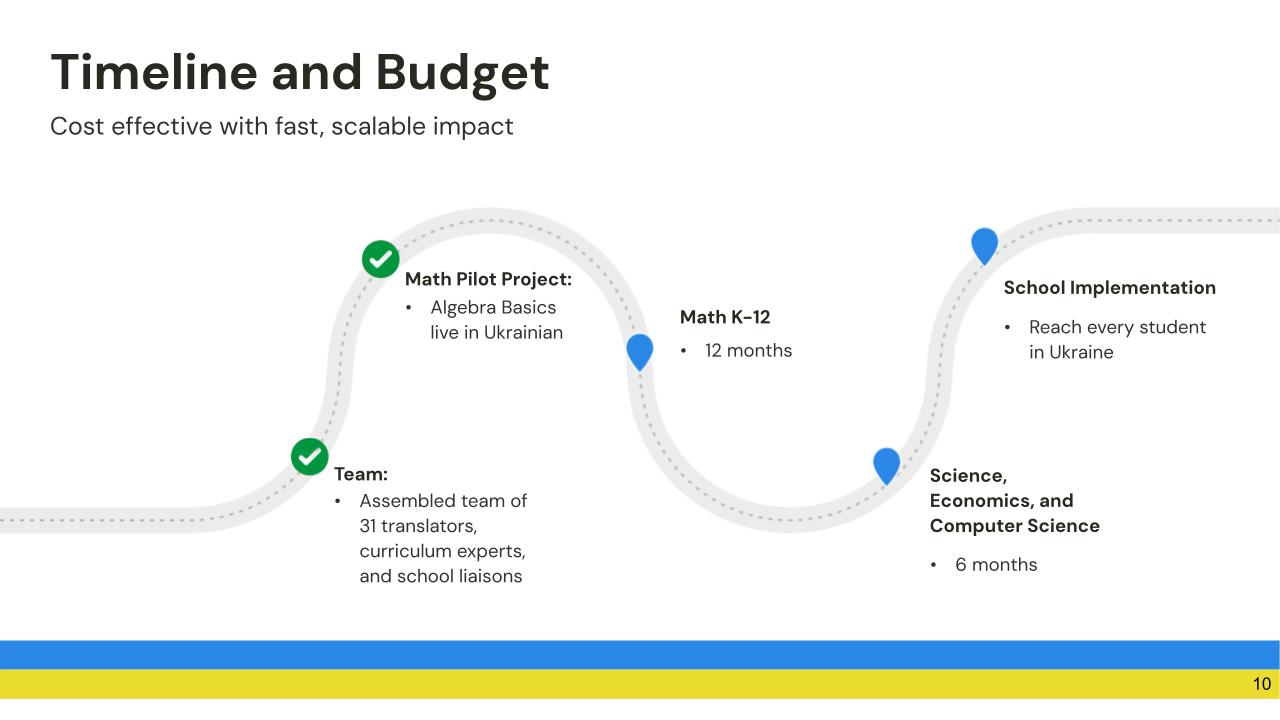 Timeline and Budget
Cost effective with fast, scalable impact
Math Pilot Project:
• Algebra Basics
live in Ukrainian
Team:
• Assembled team of
31 translators,
curriculum experts,
and school liaisons
Math K-12
• 12 months
Science,
Economics, and
Computer Science
• 6 months
School Implementation
• Reach every student
in Ukraine
10